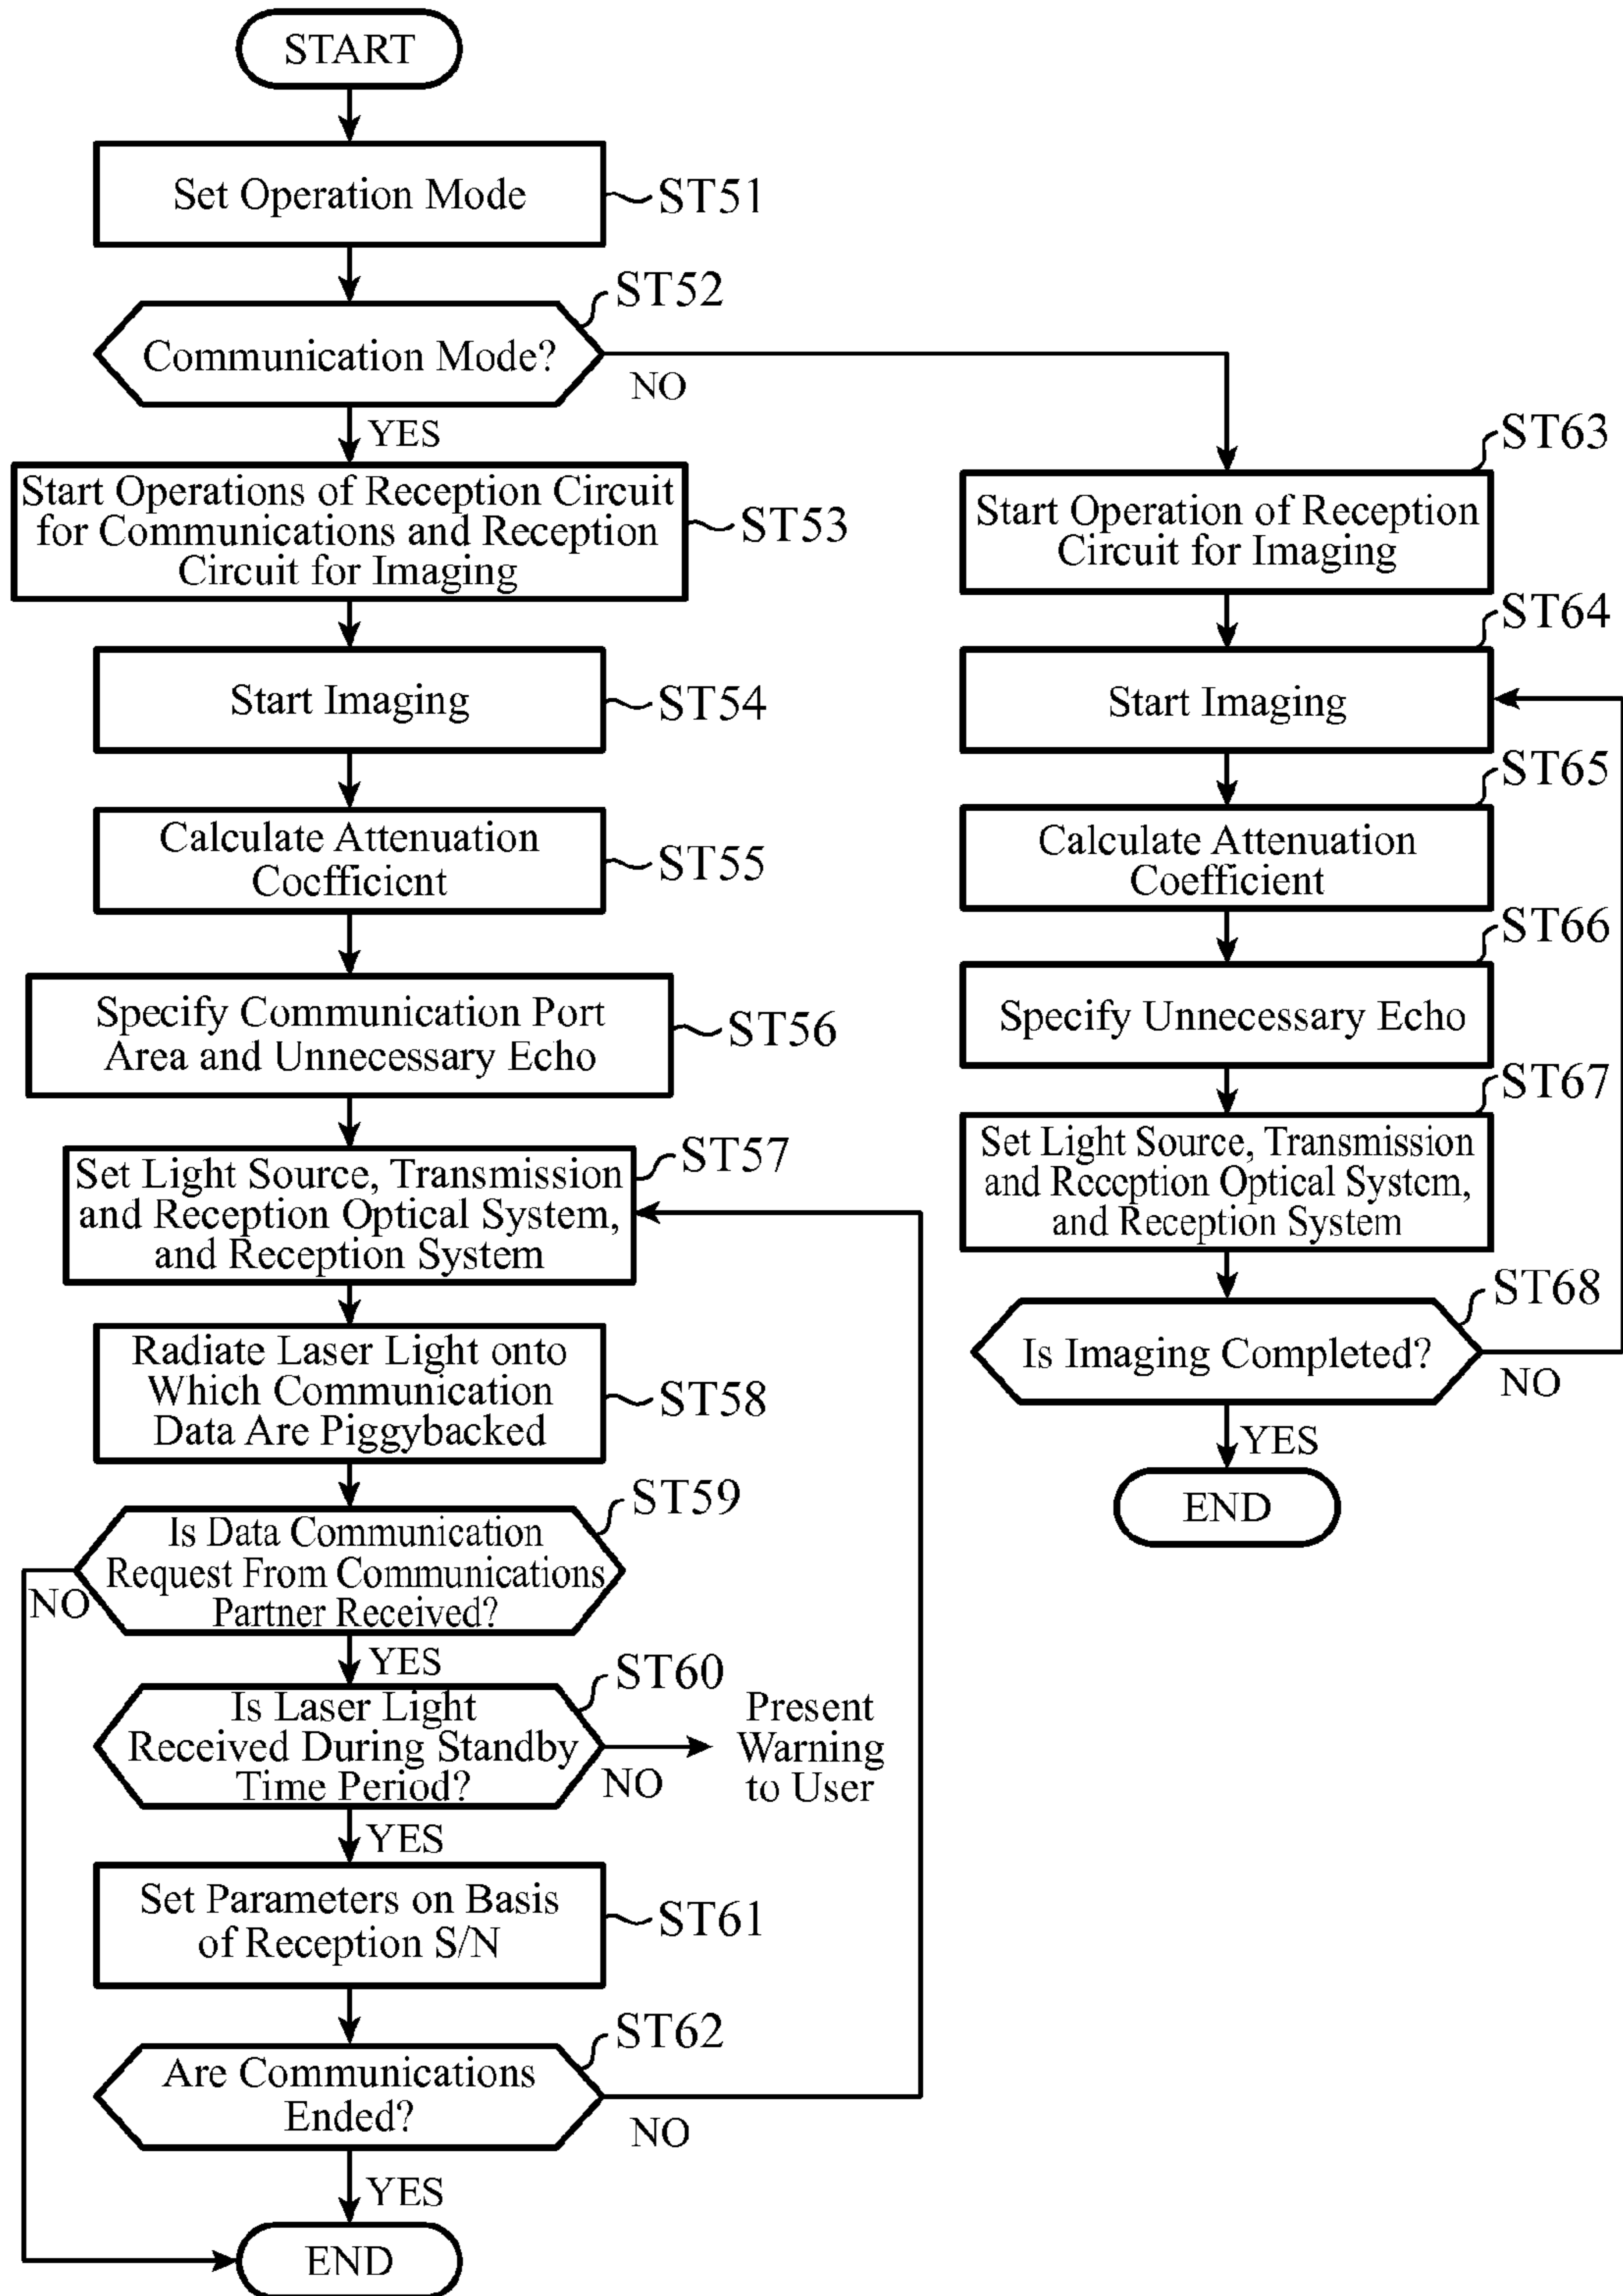 START
Set Operation Mode
ST51
ST52
Communication Mode?
NO
YES
Start Operations of Reception Circuit
for Communications and Reception
Circuit for Imaging
ST53
Start Imaging
ST54
Calculate Attenuation
Coefficient
ST55
Specify Communication Port
Area and Unnecessary Echo
ST56
ST57
Set Light Source, Transmission
and Reception Optical System,
and Reception System
Radiate Laser Light onto
Which Communication
Data Are Piggybacked
ST58
ST59
Is Data Communication
Request From Communications
Partner Received?
NO
YES
ST60
Is Laser Light
Received During Standby
Time Period?
NO
Present
Warning
to User
YES
Set Parameters on Basis
of Reception S/N
ST61
ST62
Are Communications
Ended?
NO
YES
END
ST63
Start Operation of Reception
Circuit for Imaging
ST64
Start Imaging
ST65
Calculate Attenuation
Coefficient
ST66
Specify Unnecessary Echo
ST67
Set Light Source, Transmission
and Reception Optical System,
and Reception System
ST68
Is Imaging Completed?
NO
YES
END